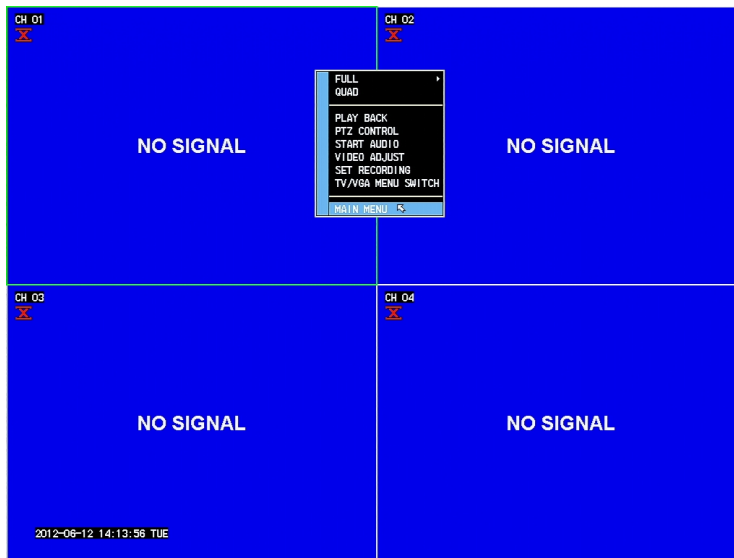 CH 01
CH 02
NO SIGNAL
NO SIGNAL
FULL
QUAD
PLAY BACK
PTZ CONTROL
START AUDIO
VIDEO ADJUST
SET RECORDING
TV/VGA MENU SWITCH
MAIN MENU
CH 03
CH 04
NO SIGNAL
NO SIGNAL
2012-06-12 14:13:56 TUE